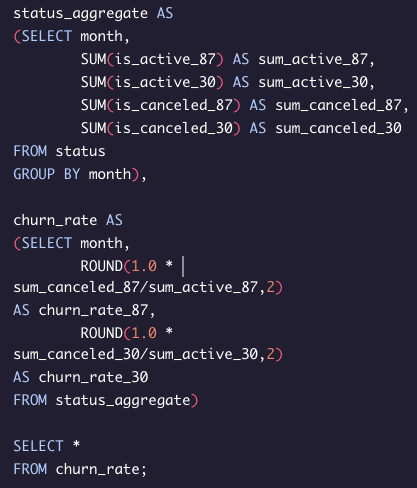 status_aggregate AS
(SELECT month,
SUM(is_active_87) AS sum_active_87,
SUM(is_active_30) AS sum_active_30,
SUM(is_canceled_87) AS sum_canceled_87,
SUM(is_canceled_30) AS sum_canceled_30
FROM status
GROUP BY month),
churn_rate AS
(SELECT month,
ROUND(1.0 *
sum_canceled_87/sum_active_87,2)
AS churn_rate_87,
ROUND(1.0 *
sum_canceled_30/sum_active_30,2)
AS churn_rate_30
FROM status_aggregate)
SELECT *
FROM churn_rate;